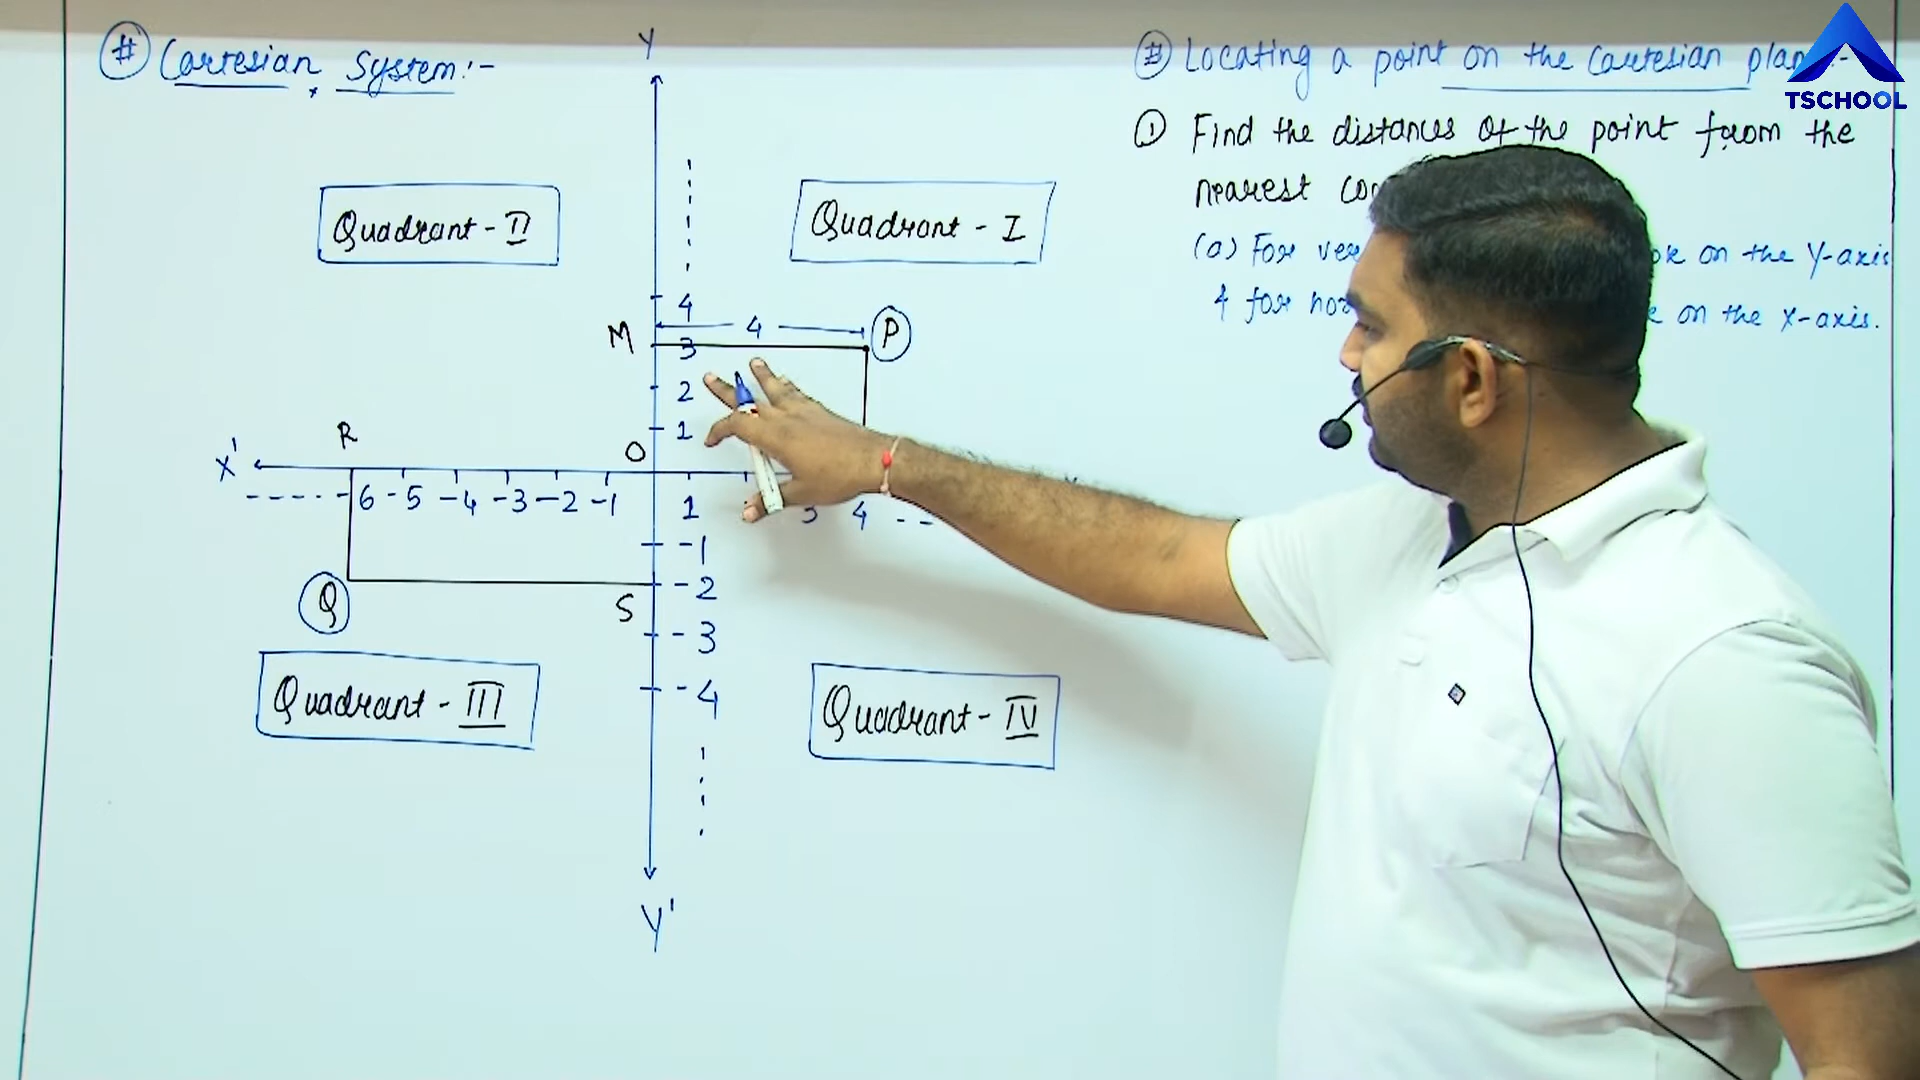 # Cartesian System:-
Y
# Locating a point on the Cartesian plane:-
TSCHOOL
① Find the distances of the point from the
nearest
(a) For on the Y-axis
& for on the X-axis.
Quadrant - II
Quadrant - I
4
M 4 P
3
2
1
R
O
X'
-6 -5 -4 -3 -2 -1 1 3 4
-1
-2
Q S
-3
-4
Quadrant - III
Quadrant - IV
Y'